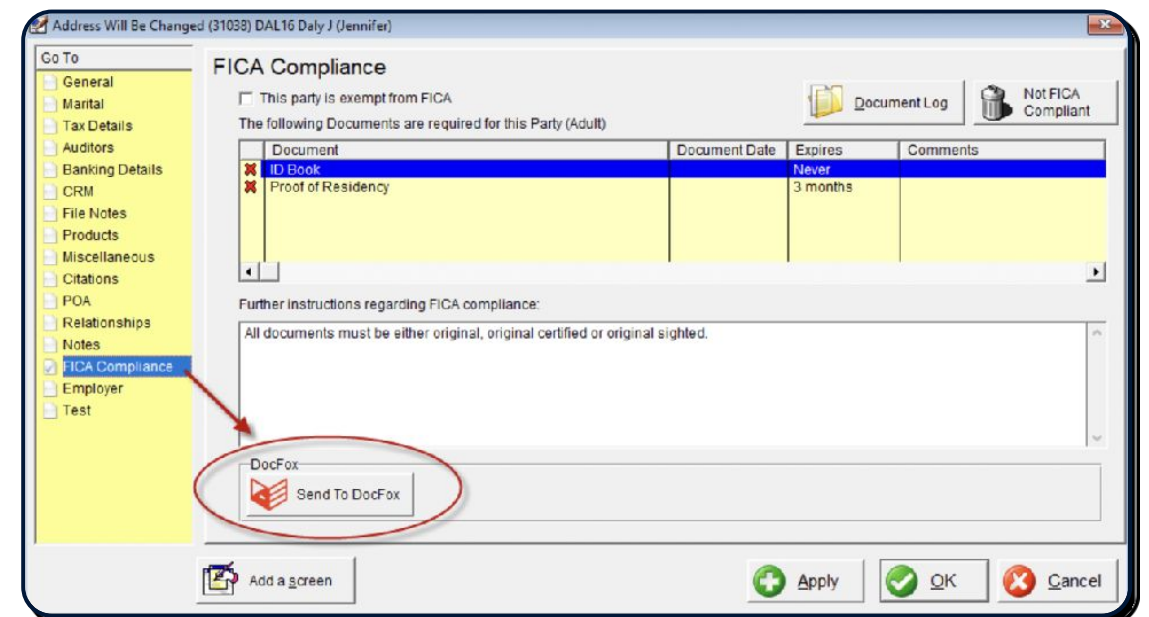 Address Will Be Changed (31038) DAL16 Daly J (Jennifer)
Go To
General
Marital
Tax Details
Auditors
Banking Details
CRM
File Notes
Products
Miscellaneous
Citations
POA
Relationships
Notes
FICA Compliance
Employer
Test
FICA Compliance
This party is exempt from FICA
Document Log
Not FICA
Compliant
The following Documents are required for this Party (Adult)
Document Document Date Expires Comments
ID Book Never
Proof of Residency 3 months
Further instructions regarding FICA compliance:
All documents must be either original, original certified or original sighted.
DocFox
Send To DocFox
Add a screen
Apply
OK
Cancel